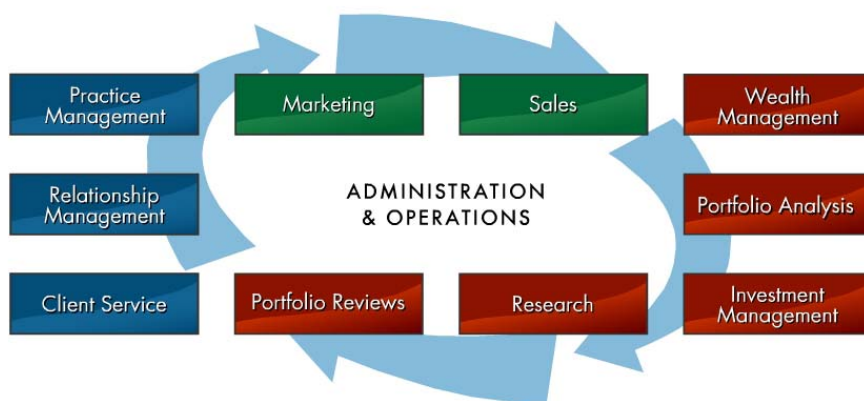 Practice
Management
Marketing
Sales
Wealth
Management
Relationship
Management
ADMINISTRATION
& OPERATIONS
Portfolio Analysis
Client Service
Portfolio Reviews
Research
Investment
Management